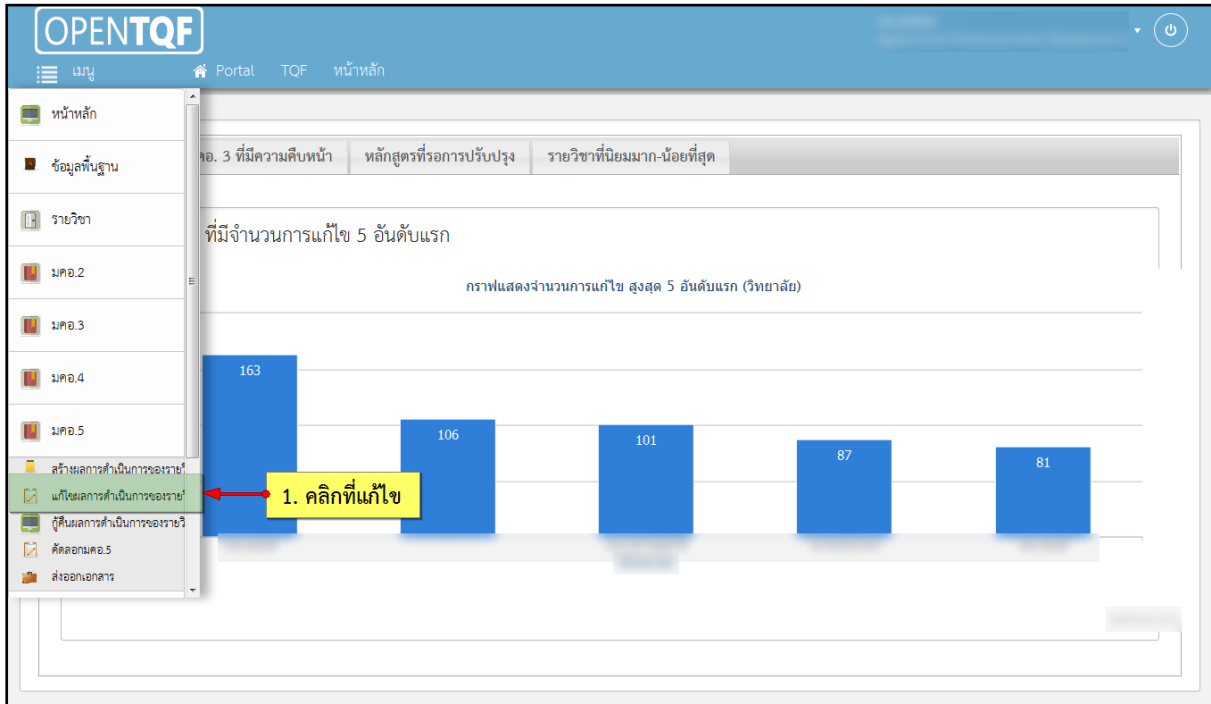 OPENTQF
เมนู
Portal TQF หน้าหลัก
หน้าหลัก
ข้อมูลพื้นฐาน
รายวิชา
มคอ.2
มคอ.3
มคอ.4
มคอ.5
สร้างผลการดำเนินการของราย
แก้ไขผลการดำเนินการของราย
กู้คืนผลการดำเนินการของรายวิ
คัดลอกมคอ.5
ส่งออกเอกสาร
คอ. 3 ที่มีความคืบหน้า
หลักสูตรที่รอการปรับปรุง
รายวิชาที่นิยมมาก-น้อยที่สุด
ที่มีจำนวนการแก้ไข 5 อันดับแรก
กราฟแสดงจำนวนการแก้ไข สูงสุด 5 อันดับแรก (วิทยาลัย)
163
106
101
87
81
1. คลิกที่แก้ไข